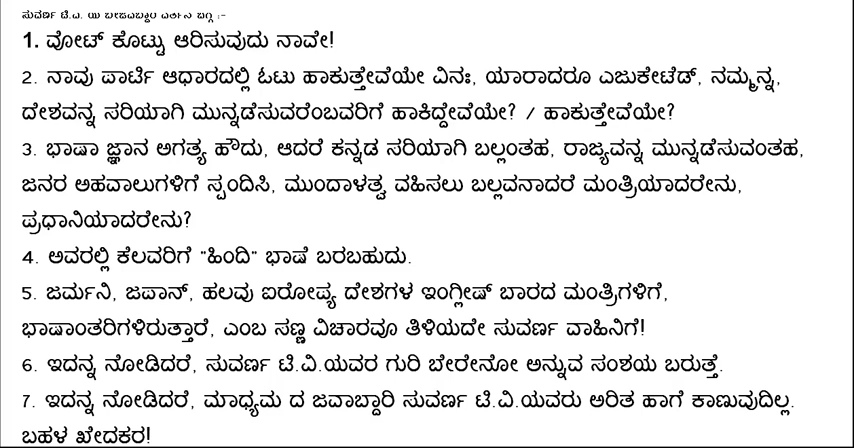 ಸುವರ್ಣ ಟಿ.ವಿ. ಯ ಬೇಜವಾಬ್ದಾರಿ ವರ್ತನೆ ಬಗ್ಗೆ :-
1. ವೋಟ್ ಕೊಟ್ಟು ಆರಿಸುವುದು ನಾವೇ!
2. ನಾವು ಪಾರ್ಟಿ ಆಧಾರದಲ್ಲಿ ಓಟು ಹಾಕುತ್ತೇವೆಯೇ ವಿನಃ, ಯಾರಾದರೂ ಎಜುಕೇಟೆಡ್, ನಮ್ಮನ್ನ,
ದೇಶವನ್ನ ಸರಿಯಾಗಿ ಮುನ್ನಡೆಸುವರೆಂಬವರಿಗೆ ಹಾಕಿದ್ದೇವೆಯೇ? / ಹಾಕುತ್ತೇವೆಯೇ?
3. ಭಾಷಾ ಜ್ಞಾನ ಅಗತ್ಯ ಹೌದು, ಆದರೆ ಕನ್ನಡ ಸರಿಯಾಗಿ ಬಲ್ಲಂತಹ, ರಾಜ್ಯವನ್ನ ಮುನ್ನಡೆಸುವಂತಹ,
ಜನರ ಅಹವಾಲುಗಳಿಗೆ ಸ್ಪಂದಿಸಿ, ಮುಂದಾಳತ್ವ ವಹಿಸಲು ಬಲ್ಲವನಾದರೆ ಮಂತ್ರಿಯಾದರೇನು,
ಪ್ರಧಾನಿಯಾದರೇನು?
4. ಅವರಲ್ಲಿ ಕೆಲವರಿಗೆ "ಹಿಂದಿ" ಭಾಷೆ ಬರಬಹುದು.
5. ಜರ್ಮನಿ, ಜಪಾನ್, ಹಲವು ಐರೋಪ್ಯ ದೇಶಗಳ ಇಂಗ್ಲೀಷ್ ಬಾರದ ಮಂತ್ರಿಗಳಿಗೆ,
ಭಾಷಾಂತರಿಗಳಿರುತ್ತಾರೆ, ಎಂಬ ಸಣ್ಣ ವಿಚಾರವೂ ತಿಳಿಯದೇ ಸುವರ್ಣ ವಾಹಿನಿಗೆ!
6. ಇದನ್ನ ನೋಡಿದರೆ, ಸುವರ್ಣ ಟಿ.ವಿ.ಯವರ ಗುರಿ ಬೇರೇನೋ ಅನ್ನುವ ಸಂಶಯ ಬರುತ್ತೆ.
7. ಇದನ್ನ ನೋಡಿದರೆ, ಮಾಧ್ಯಮ ದ ಜವಾಬ್ದಾರಿ ಸುವರ್ಣ ಟಿ.ವಿ.ಯವರು ಅರಿತ ಹಾಗೆ ಕಾಣುವುದಿಲ್ಲ.
ಬಹಳ ಖೇದಕರ!